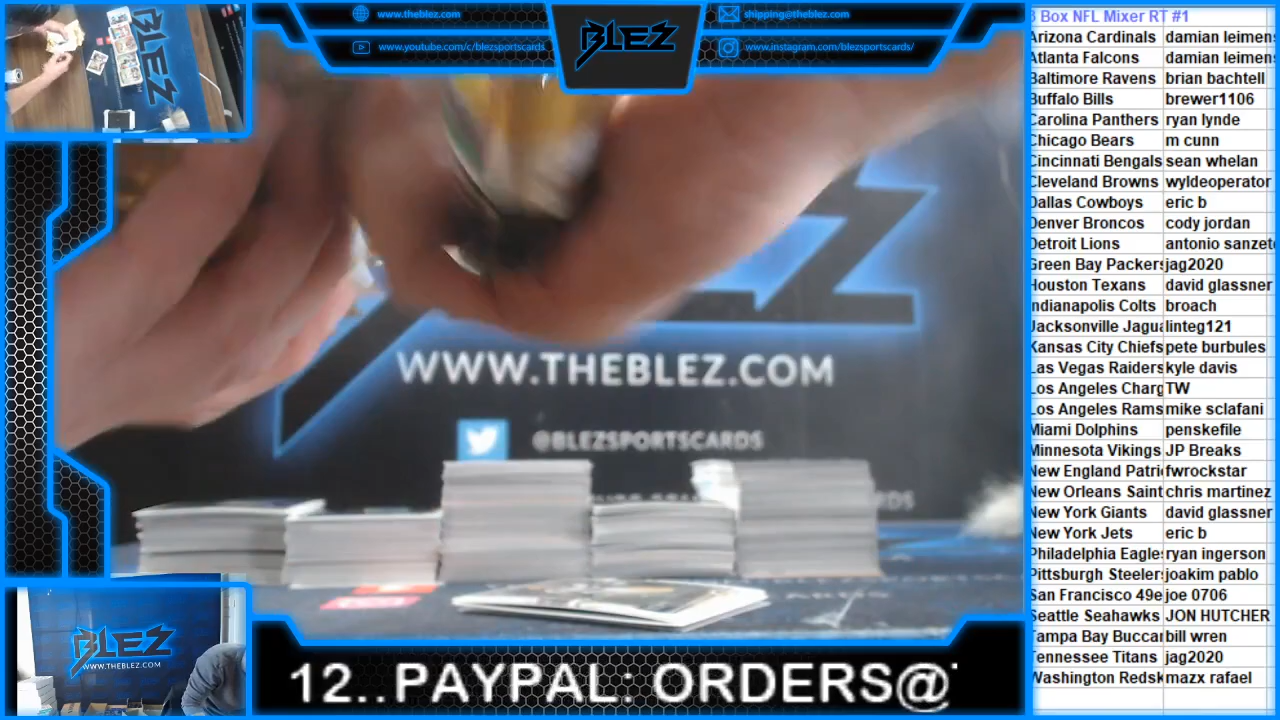 www.theblez.com
www.youtube.com/c/blezsportscards
BLEZ
shipping@theblez.com
www.instagram.com/blezsportscards/
WWW.THEBLEZ.COM
@BLEZSPORTSCARDS
BLEZ
WWW.THEBLEZ.COM
12..PAYPAL: ORDERS@
Box NFL Mixer RT #1
Arizona Cardinals damian leimens
Atlanta Falcons damian leimens
Baltimore Ravens brian bachtell
Buffalo Bills brewer1106
Carolina Panthers ryan lynde
Chicago Bears m cunn
Cincinnati Bengals sean whelan
Cleveland Browns wyldeoperator
Dallas Cowboys eric b
Denver Broncos cody jordan
Detroit Lions antonio sanzet
Green Bay Packers jag2020
Houston Texans david glassner
Indianapolis Colts broach
Jacksonville Jagua linteg121
Kansas City Chiefs pete burbules
Las Vegas Raiders kyle davis
Los Angeles Charg TW
Los Angeles Rams mike sclafani
Miami Dolphins penskefile
Minnesota Vikings JP Breaks
New England Patri fwrockstar
New Orleans Saint chris martinez
New York Giants david glassner
New York Jets eric b
Philadelphia Eagle ryan ingerson
Pittsburgh Steeler joakim pablo
San Francisco 49e joe 0706
Seattle Seahawks JON HUTCHER
Tampa Bay Buccar bill wren
Tennessee Titans jag2020
Washington Redsk mazx rafael